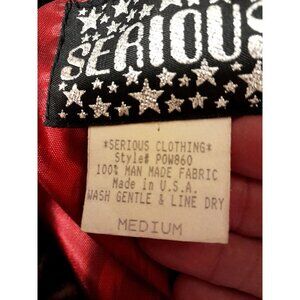 SERIOUS
*SERIOUS CLOTHING*
Style# POW860
100% MAN MADE FABRIC
Made in U.S.A.
WASH GENTLE & LINE DRY
MEDIUM